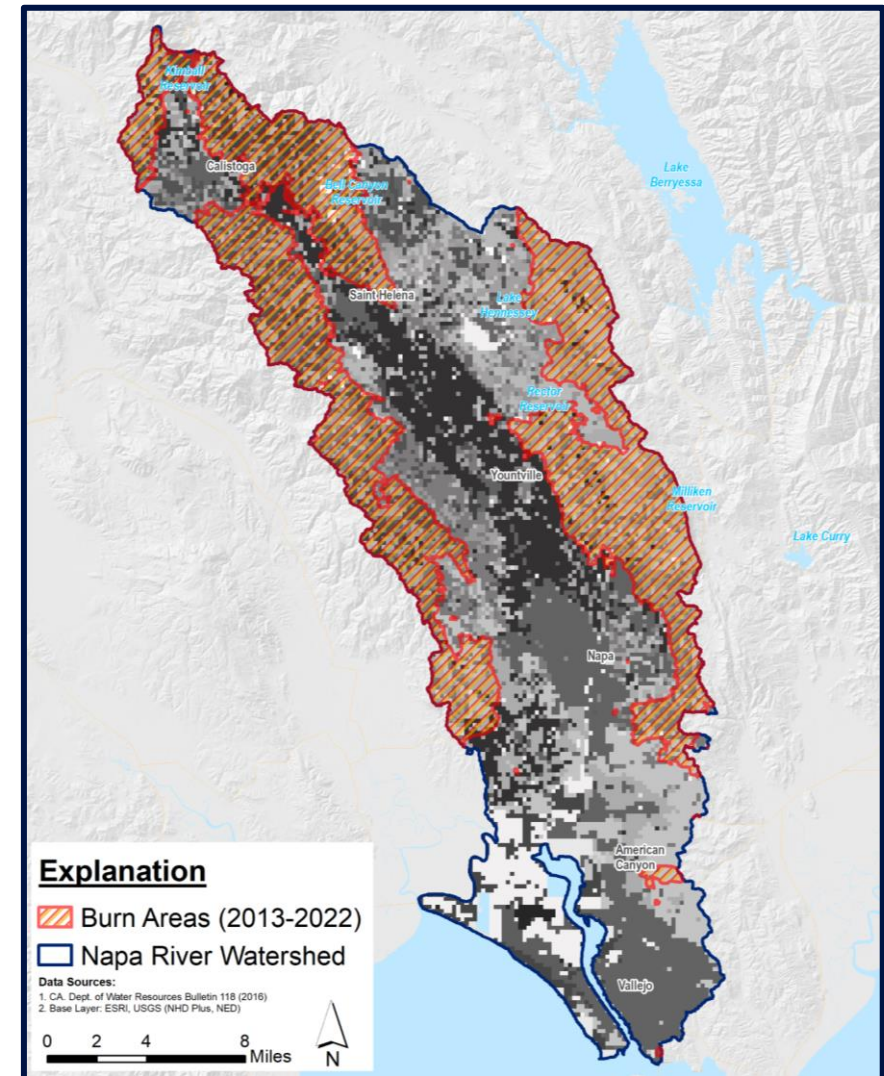 Kimball
Reservoir
Calistoga
Lake
Berryessa
Bell Canyon
Reservoir
Saint Helena
Lake
Hennessey
Rector
Reservoir
Yountville
Milliken
Reservoir
Lake Curry
Napa
American
Canyon
Vallejo
Explanation
Burn Areas (2013-2022)
Napa River Watershed
Data Sources:
1. CA. Dept. of Water Resources Bulletin 118 (2016)
2. Base Layer: ESRI, USGS (NHD Plus, NED)
0 2 4 8 Miles
N